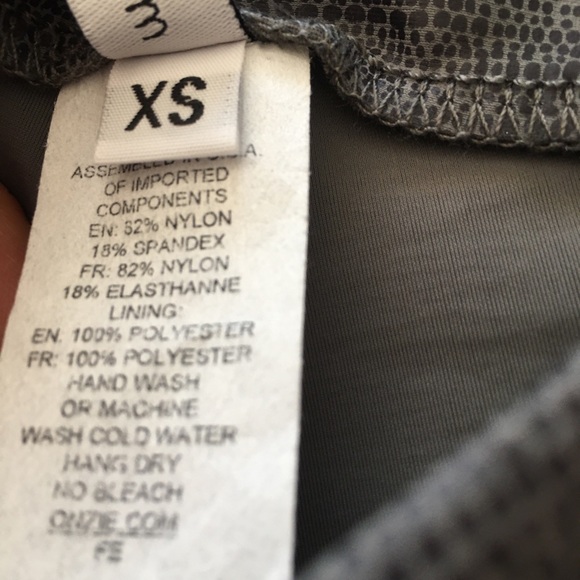 XS
ASSEMBLED IN U.S.A.
OF IMPORTED
COMPONENTS
EN: 82% NYLON
18% SPANDEX
FR: 82% NYLON
18% ELASTHANNE
LINING:
EN: 100% POLYESTER
FR: 100% POLYESTER
HAND WASH
OR MACHINE
WASH COLD WATER
HANG DRY
NO BLEACH
ONZIE.COM